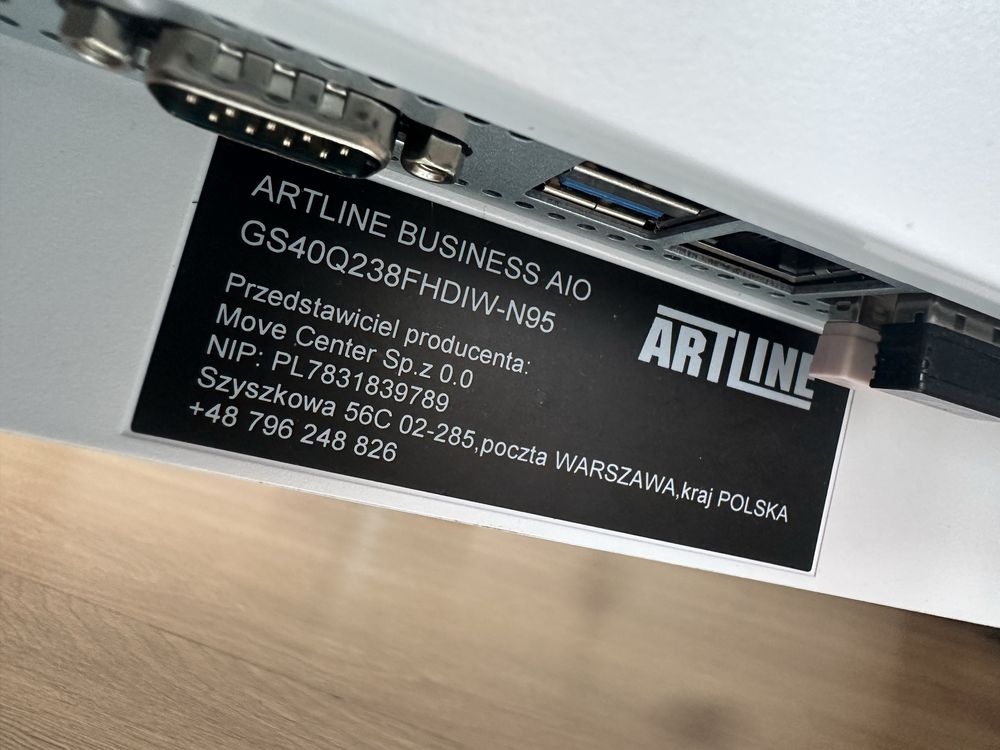 ARTLINE BUSINESS AIO
GS40Q238FHDIW-N95
Przedstawiciel producenta:
Move Center Sp.z 0.0
NIP: PL7831839789
Szyszkowa 56C 02-285,poczta WARSZAWA,kraj POLSKA
+48 796 248 826
ARTLINE